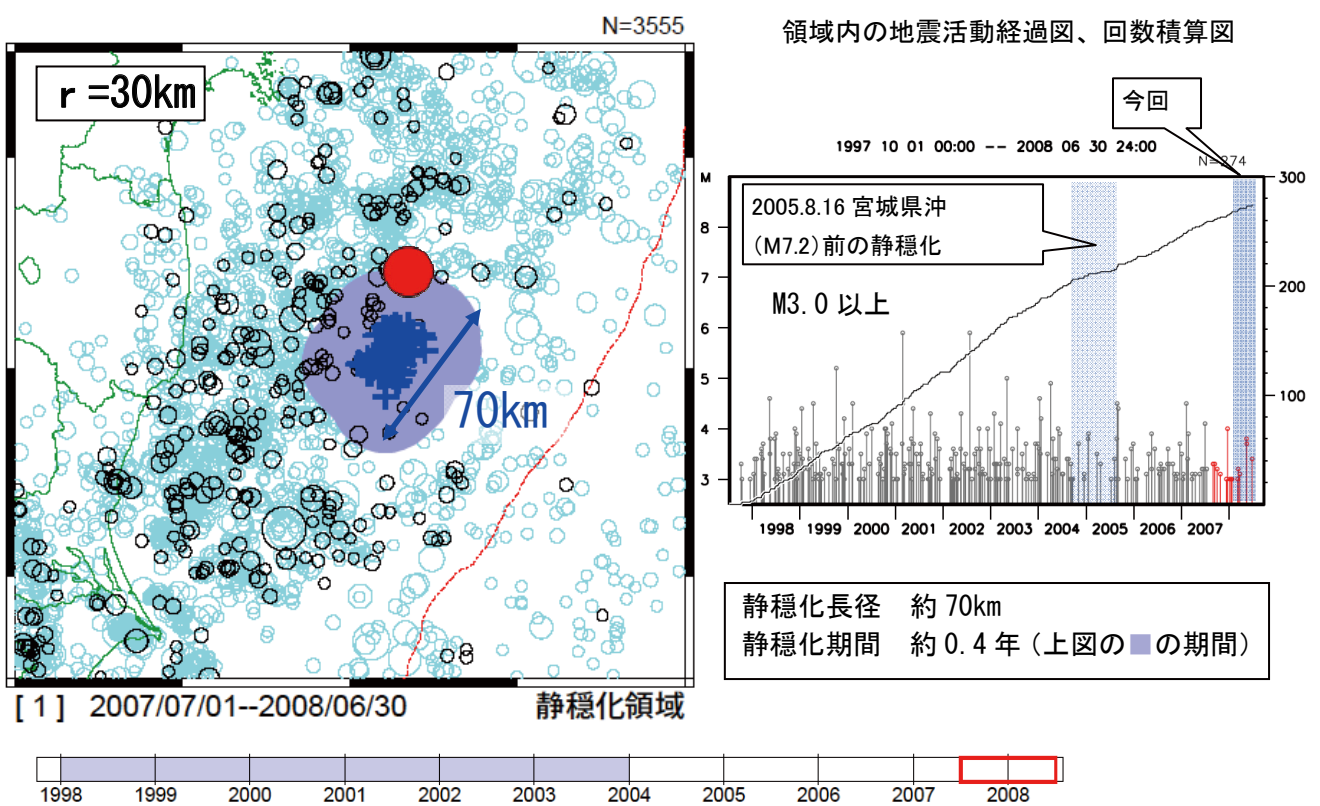 N=3555
r=30km
70km
[ 1 ] 2007/07/01--2008/06/30 静穏化領域
領域内の地震活動経過図、回数積算図
今回
1997 10 01 00:00 -- 2008 06 30 24:00
N=274
M
300
8
200
7
6
5
100
4
3
2005.8.16 宮城県沖
(M7.2)前の静穏化
M3.0 以上
1998 1999 2000 2001 2002 2003 2004 2005 2006 2007
静穏化長径 約 70km
静穏化期間 約 0.4 年 (上図の■の期間)
1998 1999 2000 2001 2002 2003 2004 2005 2006 2007 2008